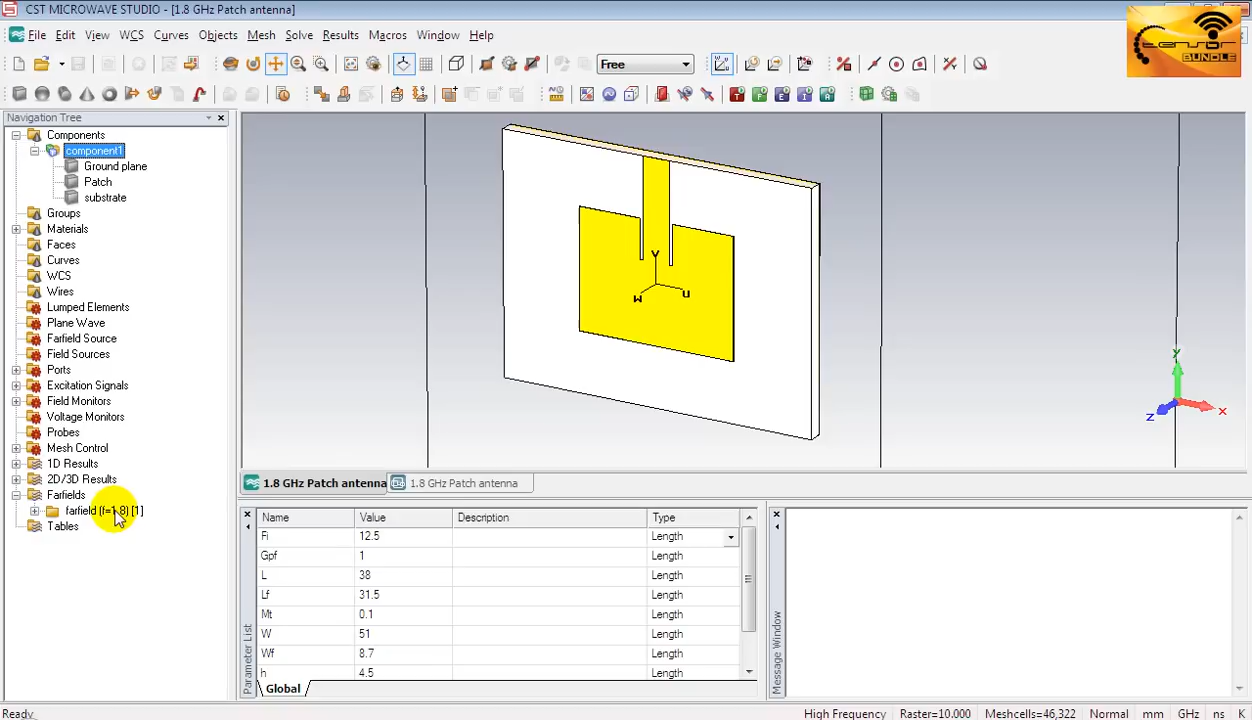 CST MICROWAVE STUDIO - [1.8 GHz Patch antenna]
File Edit View WCS Curves Objects Mesh Solve Results Macros Window Help
Free
tensor
BUNDLE
Navigation Tree
Components
component1
Ground plane
Patch
substrate
Groups
Materials
Faces
Curves
WCS
Wires
Lumped Elements
Plane Wave
Farfield Source
Field Sources
Ports
Excitation Signals
Field Monitors
Voltage Monitors
Probes
Mesh Control
1D Results
2D/3D Results
Farfields
farfield (f=1.8) [1]
Tables
v
w u
y
z x
1.8 GHz Patch antenna 1.8 GHz Patch antenna
Name Value Description Type
Fi 12.5 Length
Gpf 1 Length
L 38 Length
Lf 31.5 Length
Mt 0.1 Length
W 51 Length
Wf 8.7 Length
h 4.5 Length
Global
Parameter List
Message Window
Ready High Frequency Raster=10.000 Meshcells=46,322 Normal mm GHz ns K